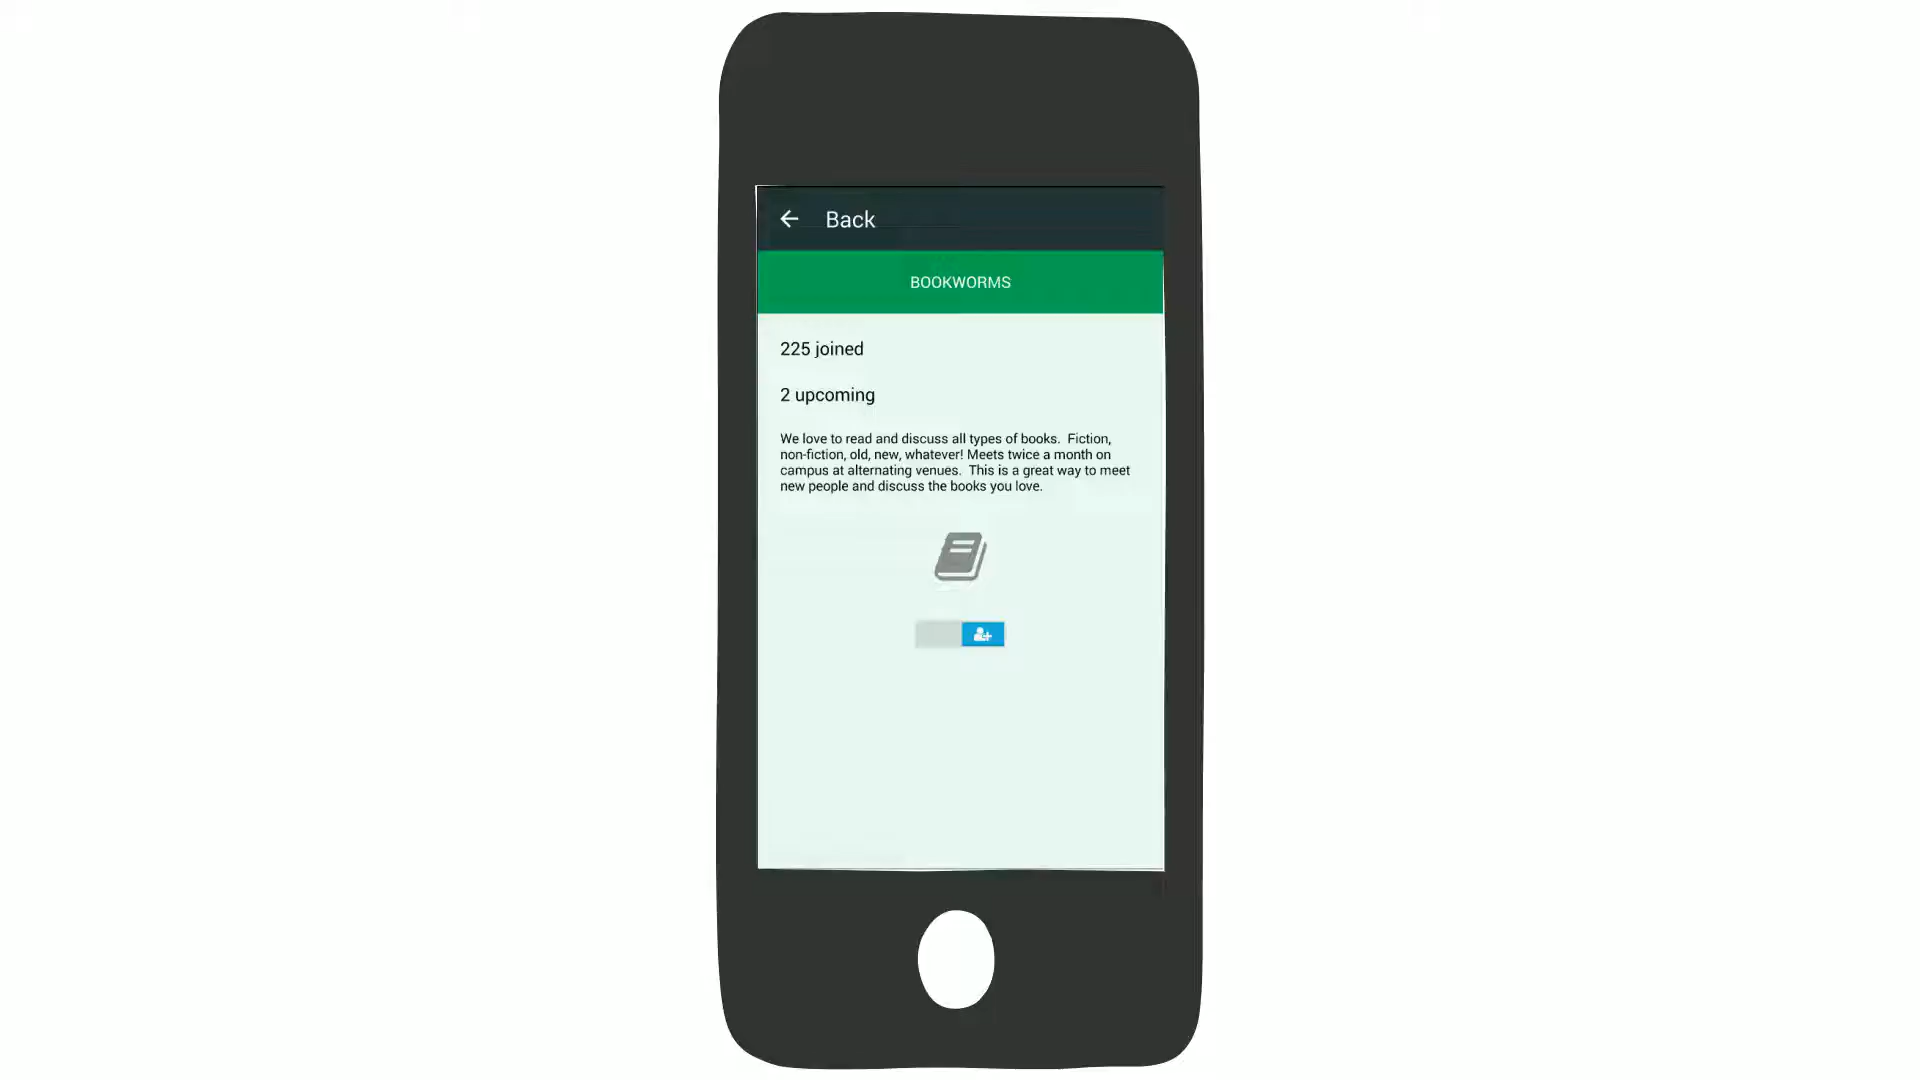 Back
BOOKWORMS
225 joined
2 upcoming
We love to read and discuss all types of books.  Fiction,
non-fiction, old, new, whatever! Meets twice a month on
campus at alternating venues.  This is a great way to meet
new people and discuss the books you love.